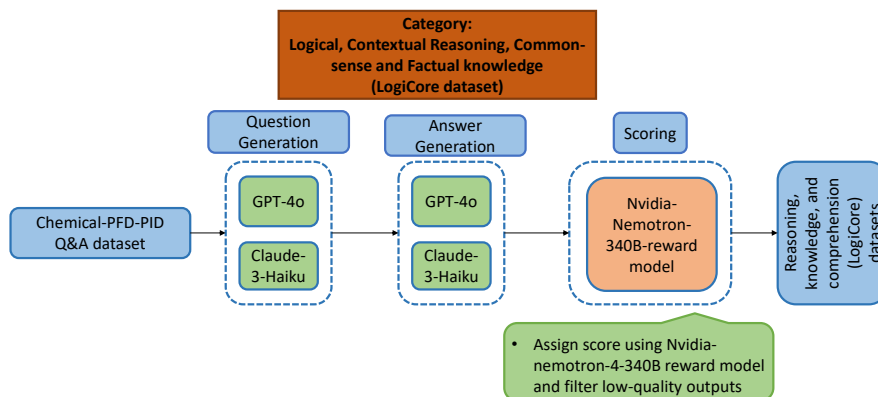 Category:
Logical, Contextual Reasoning, Common-
sense and Factual knowledge
(LogiCore dataset)
Question
Generation
Answer
Generation
Scoring
Chemical-PFD-PID
Q&A dataset
GPT-4o
Claude-
3-Haiku
GPT-4o
Claude-
3-Haiku
Nvidia-
Nemotron-
340B-reward
model
Reasoning,
knowledge, and
comprehension
(LogiCore)
datasets
• Assign score using Nvidia-
nemotron-4-340B reward model
and filter low-quality outputs